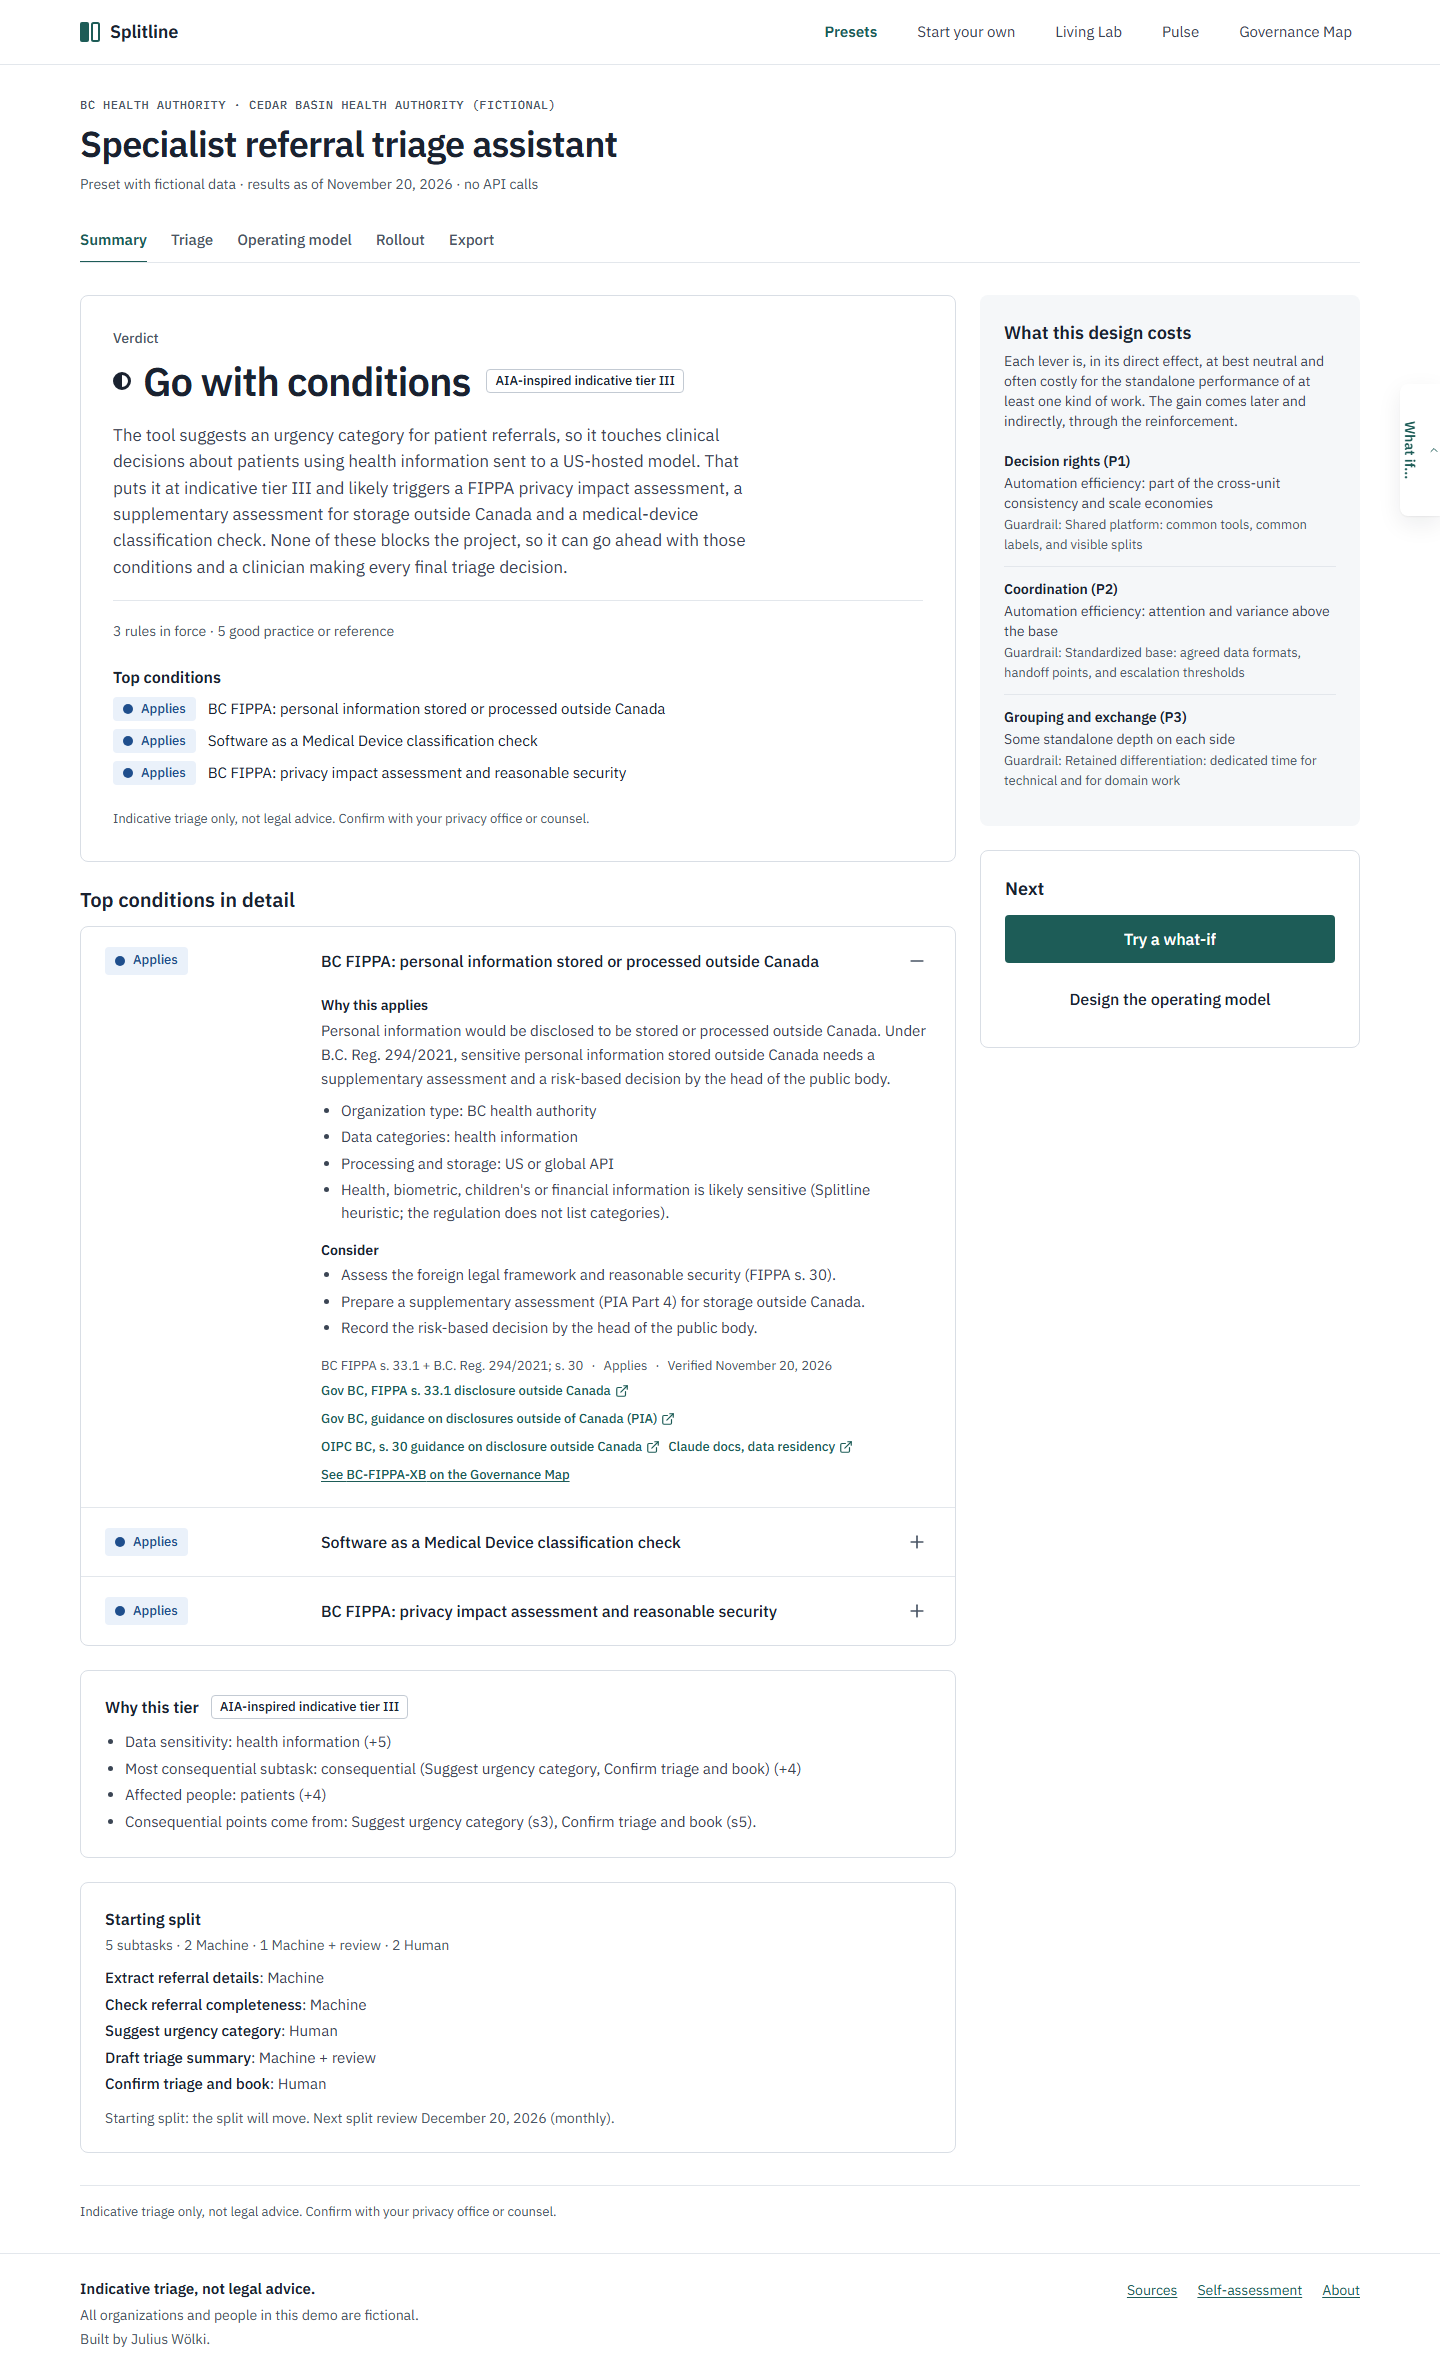 Splitline
Presets
Start your own
Living Lab
Pulse
Governance Map
BC HEALTH AUTHORITY · CEDAR BASIN HEALTH AUTHORITY (FICTIONAL)
Specialist referral triage assistant
Preset with fictional data · results as of November 20, 2026 · no API calls
Summary
Triage
Operating model
Rollout
Export
Verdict
Go with conditions
AIA-inspired indicative tier III
The tool suggests an urgency category for patient referrals, so it touches clinical
decisions about patients using health information sent to a US-hosted model. That
puts it at indicative tier III and likely triggers a FIPPA privacy impact assessment, a
supplementary assessment for storage outside Canada and a medical-device
classification check. None of these blocks the project, so it can go ahead with those
conditions and a clinician making every final triage decision.
3 rules in force · 5 good practice or reference
Top conditions
Applies BC FIPPA: personal information stored or processed outside Canada
Applies Software as a Medical Device classification check
Applies BC FIPPA: privacy impact assessment and reasonable security
Indicative triage only, not legal advice. Confirm with your privacy office or counsel.
What this design costs
Each lever is, in its direct effect, at best neutral and
often costly for the standalone performance of at
least one kind of work. The gain comes later and
indirectly, through the reinforcement.
Decision rights (P1)
Automation efficiency: part of the cross-unit
consistency and scale economies
Guardrail: Shared platform: common tools, common
labels, and visible splits
Coordination (P2)
Automation efficiency: attention and variance above
the base
Guardrail: Standardized base: agreed data formats,
handoff points, and escalation thresholds
Grouping and exchange (P3)
Some standalone depth on each side
Guardrail: Retained differentiation: dedicated time for
technical and for domain work
What if...
Next
Try a what-if
Design the operating model
Top conditions in detail
Applies BC FIPPA: personal information stored or processed outside Canada
Why this applies
Personal information would be disclosed to be stored or processed outside Canada. Under
B.C. Reg. 294/2021, sensitive personal information stored outside Canada needs a
supplementary assessment and a risk-based decision by the head of the public body.
• Organization type: BC health authority
• Data categories: health information
• Processing and storage: US or global API
• Health, biometric, children's or financial information is likely sensitive (Splitline
heuristic; the regulation does not list categories).
Consider
• Assess the foreign legal framework and reasonable security (FIPPA s. 30).
• Prepare a supplementary assessment (PIA Part 4) for storage outside Canada.
• Record the risk-based decision by the head of the public body.
BC FIPPA s. 33.1 + B.C. Reg. 294/2021; s. 30 · Applies · Verified November 20, 2026
Gov BC, FIPPA s. 33.1 disclosure outside Canada
Gov BC, guidance on disclosures outside of Canada (PIA)
OIPC BC, s. 30 guidance on disclosure outside Canada Claude docs, data residency
See BC-FIPPA-XB on the Governance Map
Applies Software as a Medical Device classification check
Applies BC FIPPA: privacy impact assessment and reasonable security
Why this tier AIA-inspired indicative tier III
• Data sensitivity: health information (+5)
• Most consequential subtask: consequential (Suggest urgency category, Confirm triage and book) (+4)
• Affected people: patients (+4)
• Consequential points come from: Suggest urgency category (s3), Confirm triage and book (s5).
Starting split
5 subtasks · 2 Machine · 1 Machine + review · 2 Human
Extract referral details: Machine
Check referral completeness: Machine
Suggest urgency category: Human
Draft triage summary: Machine + review
Confirm triage and book: Human
Starting split: the split will move. Next split review December 20, 2026 (monthly).
Indicative triage only, not legal advice. Confirm with your privacy office or counsel.
Indicative triage, not legal advice.
All organizations and people in this demo are fictional.
Built by Julius Wölki.
Sources
Self-assessment
About